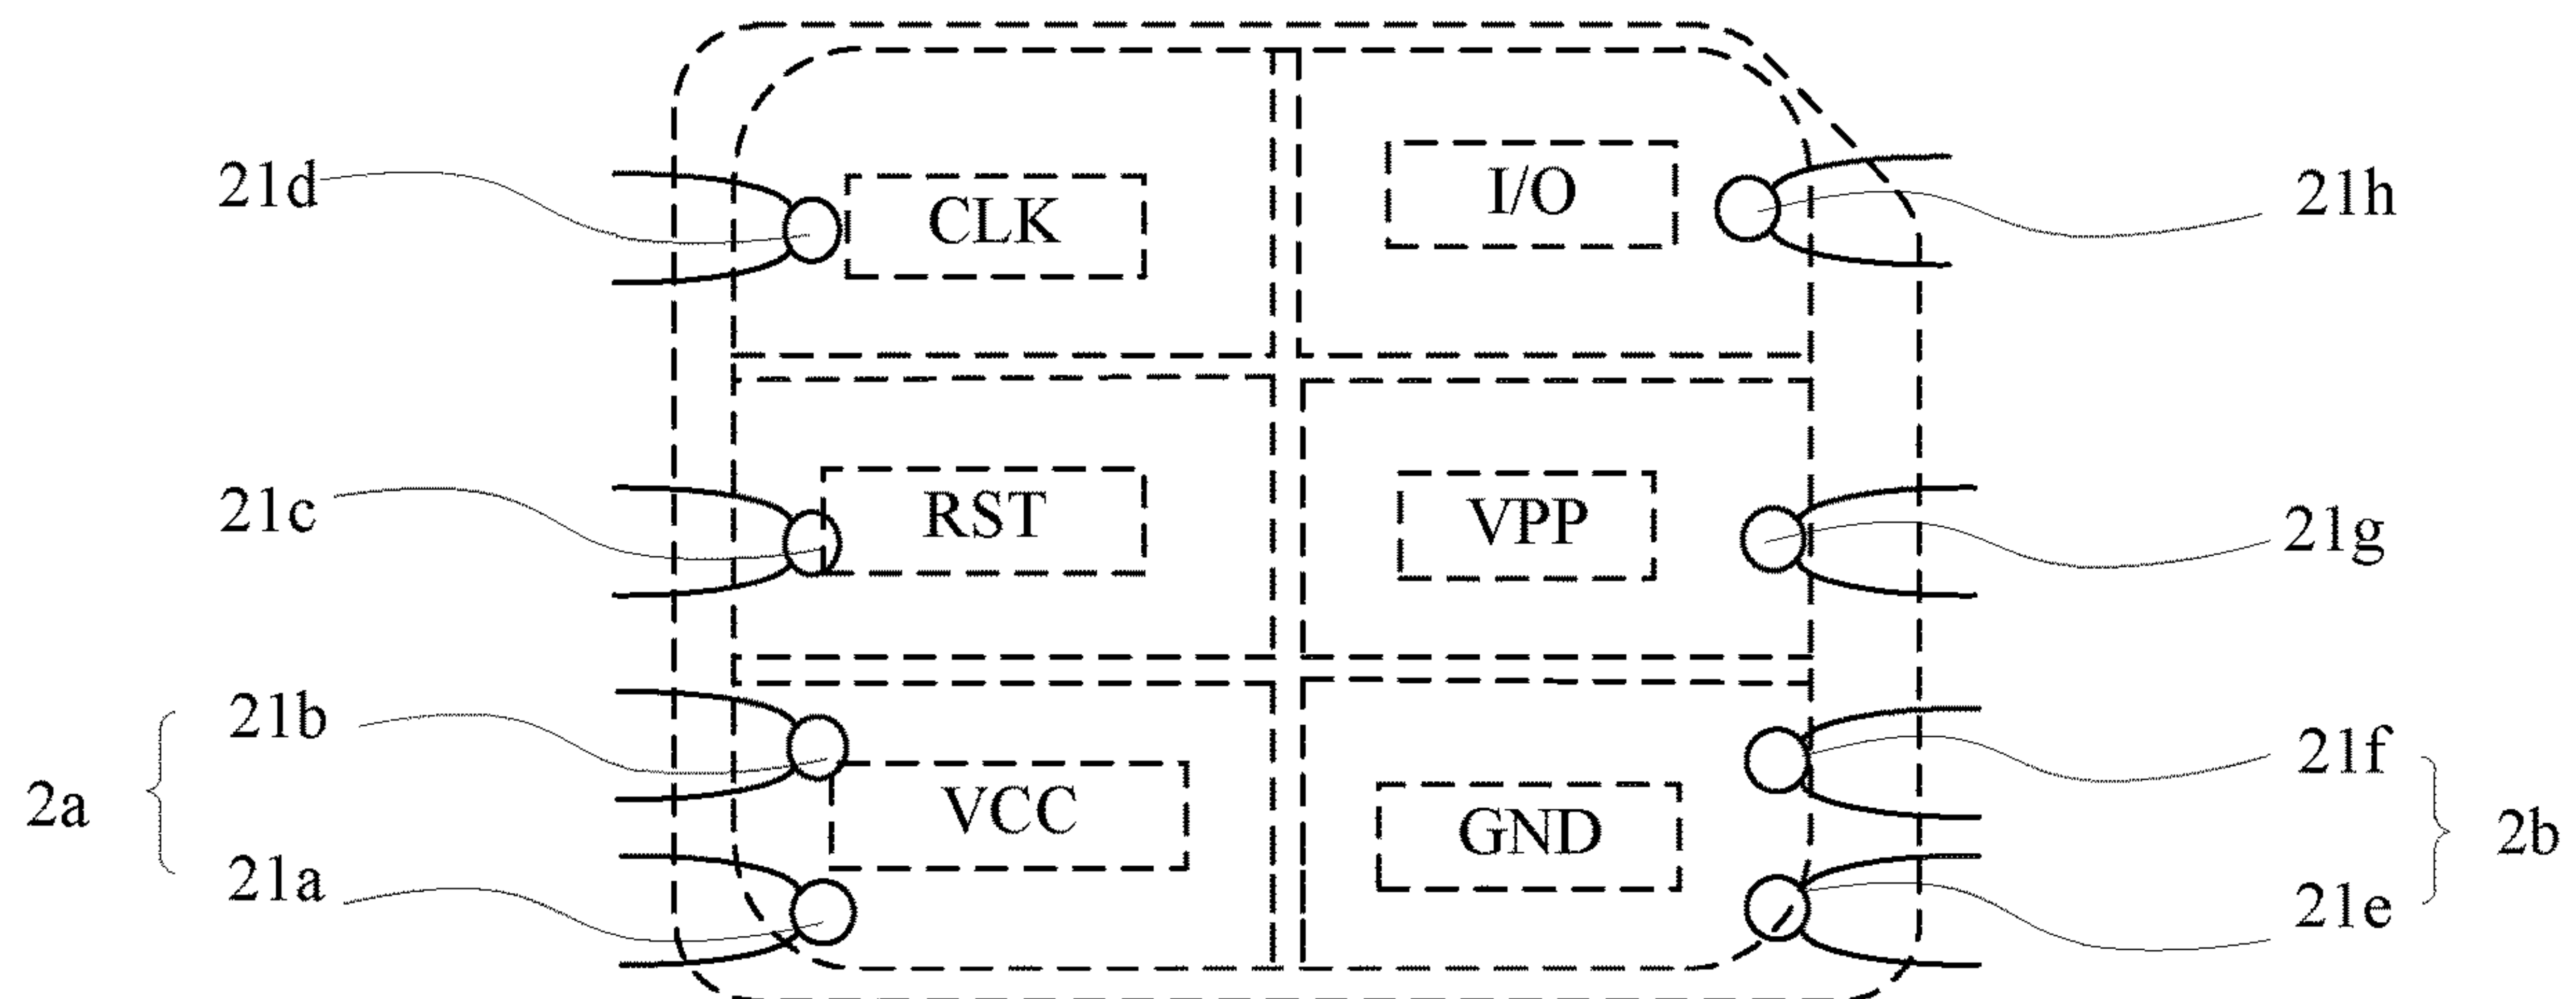 21d CLK I/O 21h
21c RST VPP 21g
21b 21f
2a VCC GND 2b
21a 21e